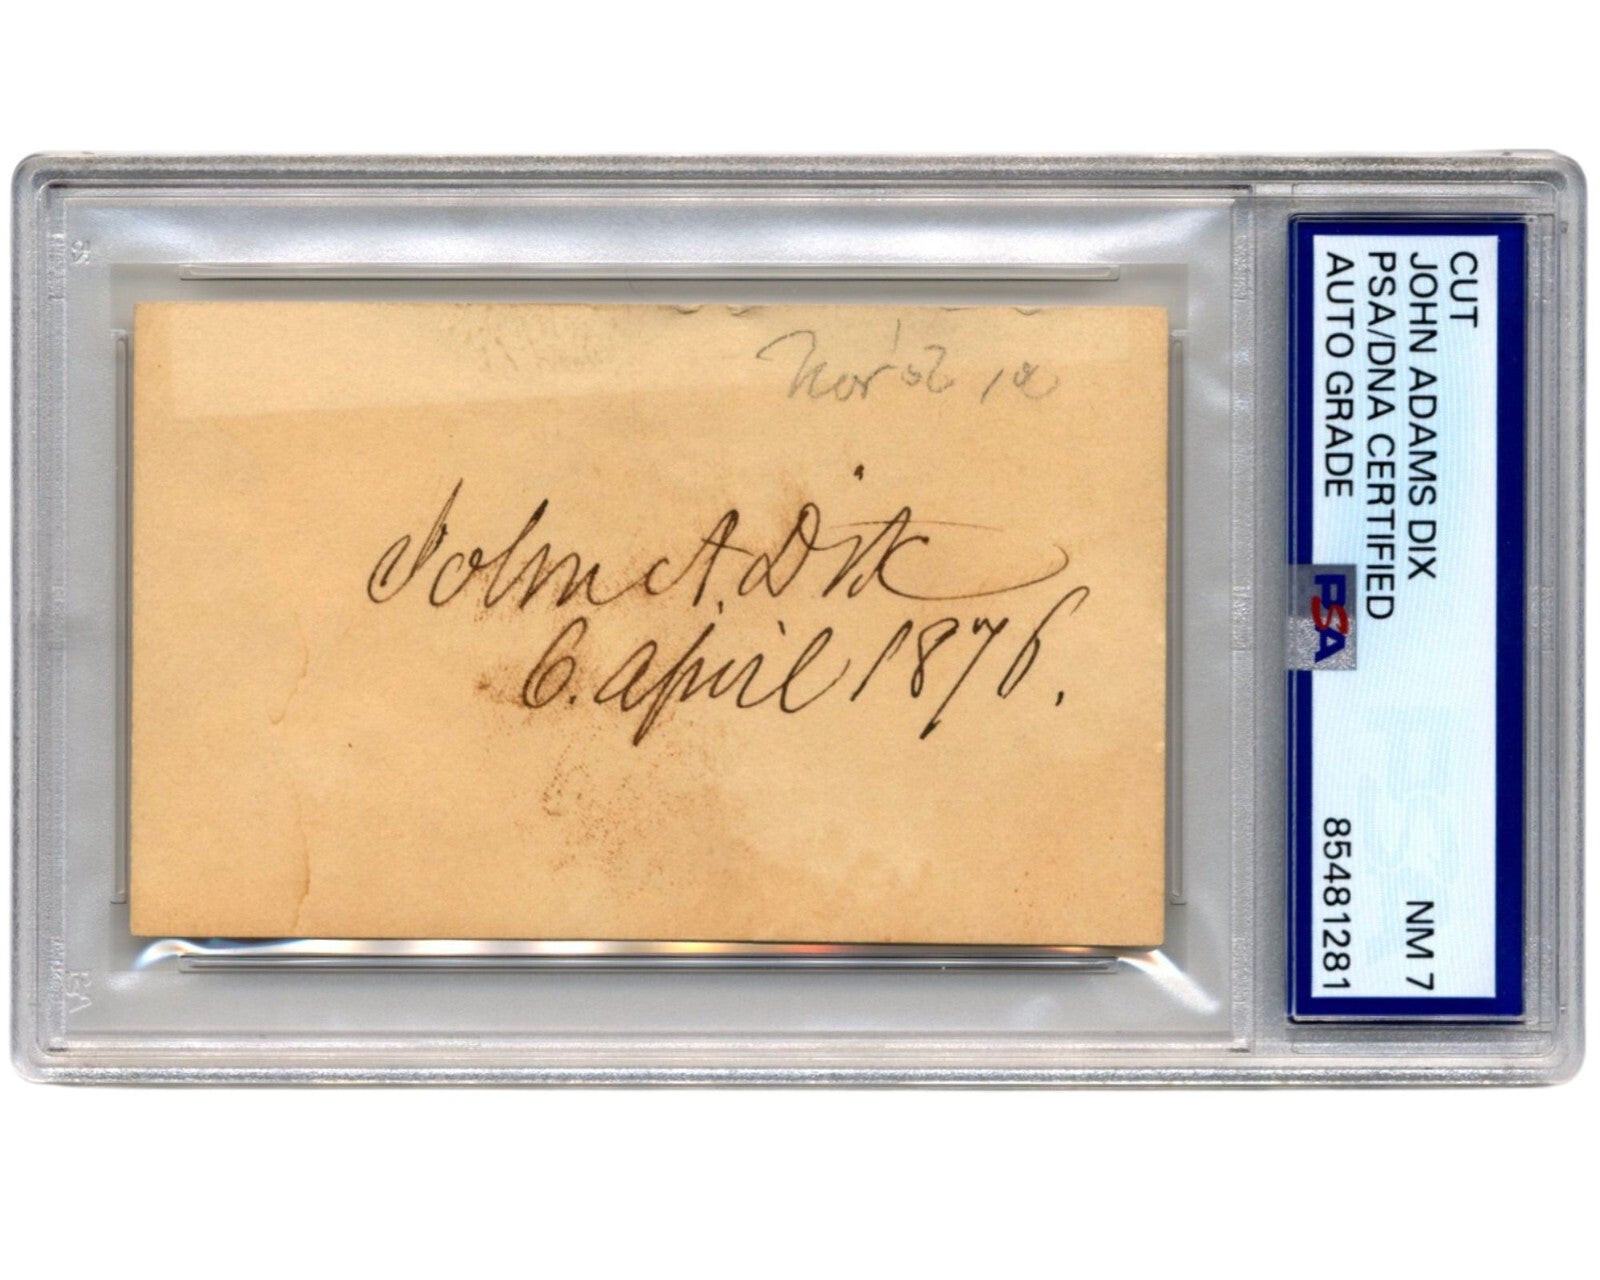 John A. Dix
6. April 1876.
CUT
JOHN ADAMS DIX
NM 7
PSA/DNA CERTIFIED
AUTO GRADE
85481281
PSA